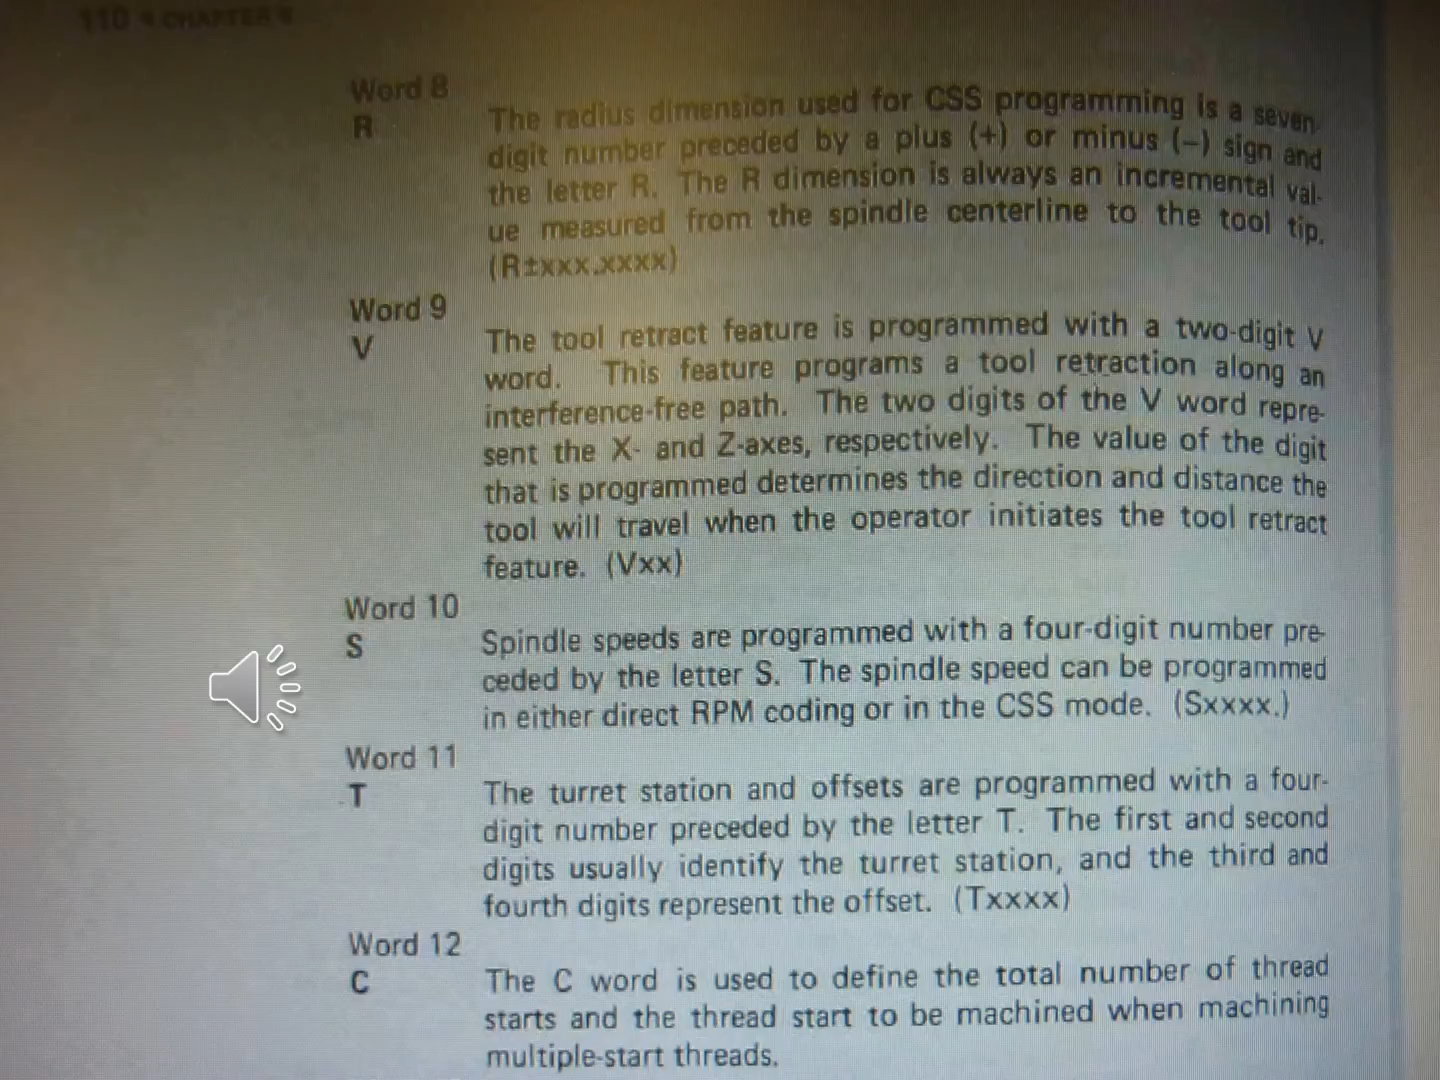 110 • CHAPTER 4
Word 8
R
The radius dimension used for CSS programming is a seven-
digit number preceded by a plus (+) or minus (−) sign and
the letter R. The R dimension is always an incremental val-
ue measured from the spindle centerline to the tool tip.
(R±xxx.xxxx)
Word 9
V
The tool retract feature is programmed with a two-digit V
word. This feature programs a tool retraction along an
interference-free path. The two digits of the V word repre-
sent the X- and Z-axes, respectively. The value of the digit
that is programmed determines the direction and distance the
tool will travel when the operator initiates the tool retract
feature. (Vxx)
Word 10
S
Spindle speeds are programmed with a four-digit number pre-
ceded by the letter S. The spindle speed can be programmed
in either direct RPM coding or in the CSS mode. (Sxxxx.)
Word 11
T
The turret station and offsets are programmed with a four-
digit number preceded by the letter T. The first and second
digits usually identify the turret station, and the third and
fourth digits represent the offset. (Txxxx)
Word 12
C
The C word is used to define the total number of thread
starts and the thread start to be machined when machining
multiple-start threads.